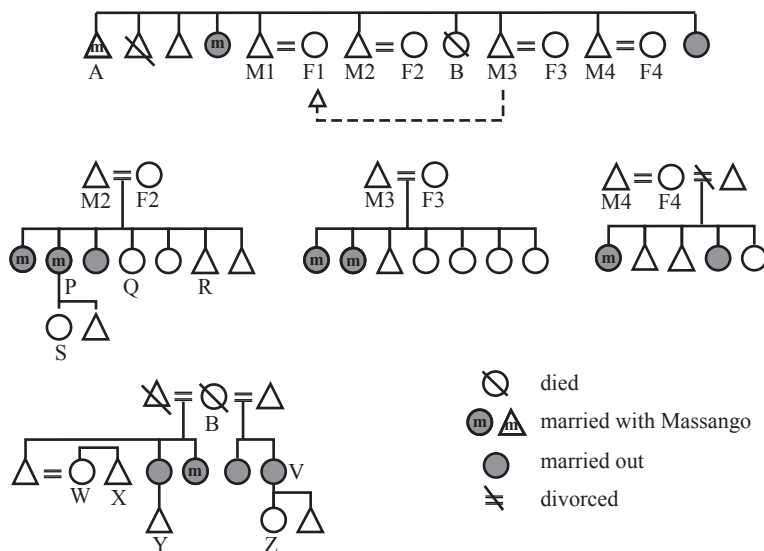 m m
A M1 F1 M2 F2 B M3 F3 M4 F4
M2 F2 M3 F3 M4 F4
m m m m m
P Q R
S
B
m V
W X
Y Z
died
m m married with Massango
married out
divorced